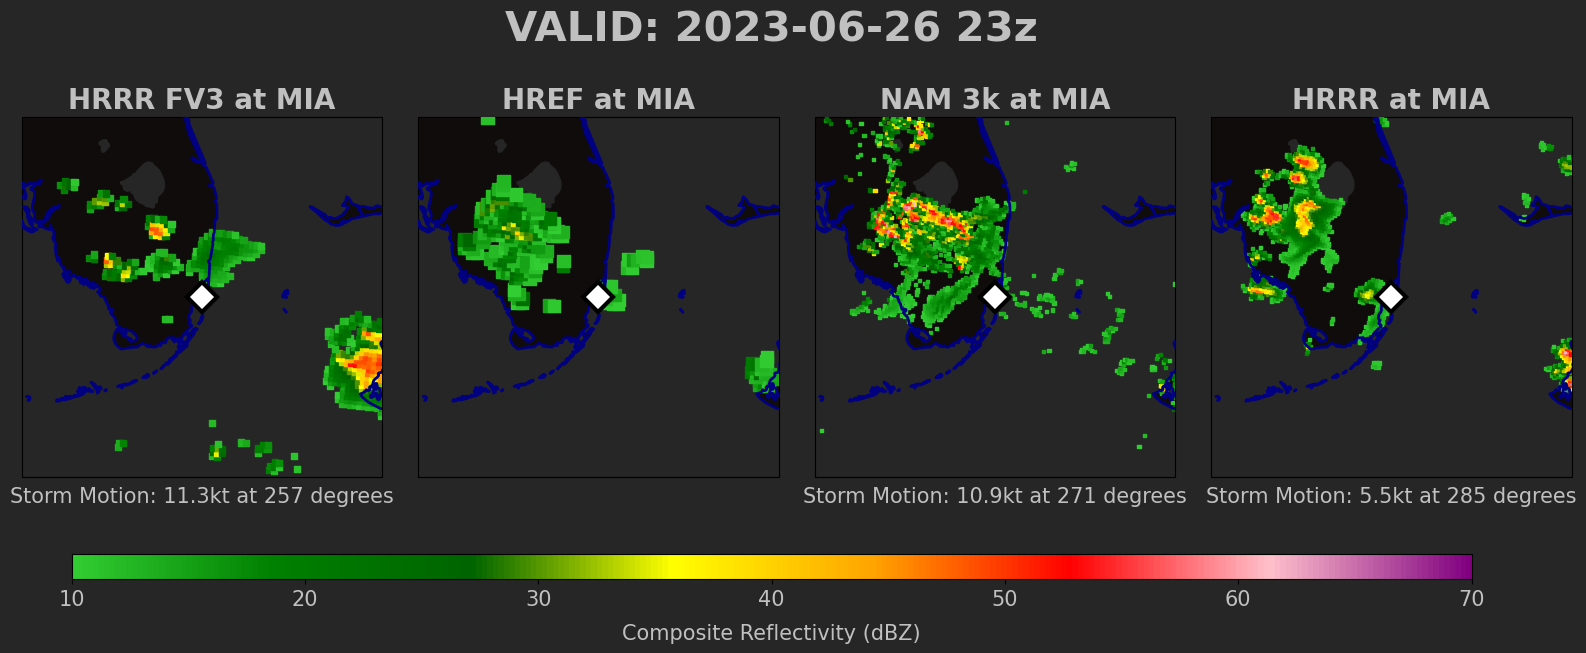 VALID: 2023-06-26 23z
HRRR FV3 at MIA
HREF at MIA
NAM 3k at MIA
HRRR at MIA
Storm Motion: 11.3kt at 257 degrees
Storm Motion: 10.9kt at 271 degrees
Storm Motion: 5.5kt at 285 degrees
10 20 30 40 50 60 70
Composite Reflectivity (dBZ)